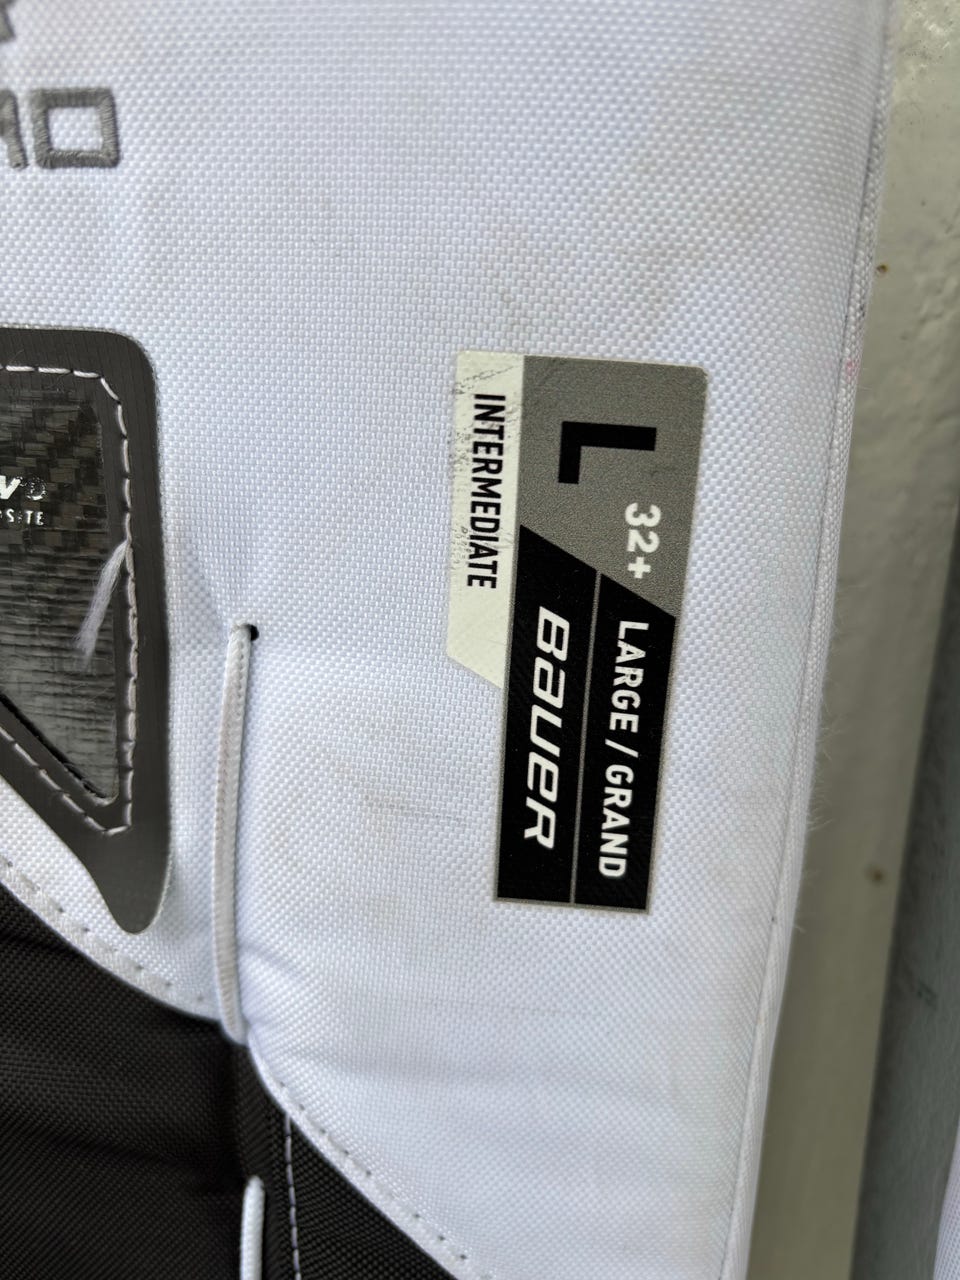 L 32+
LARGE / GRAND
BAUER
INTERMEDIATE